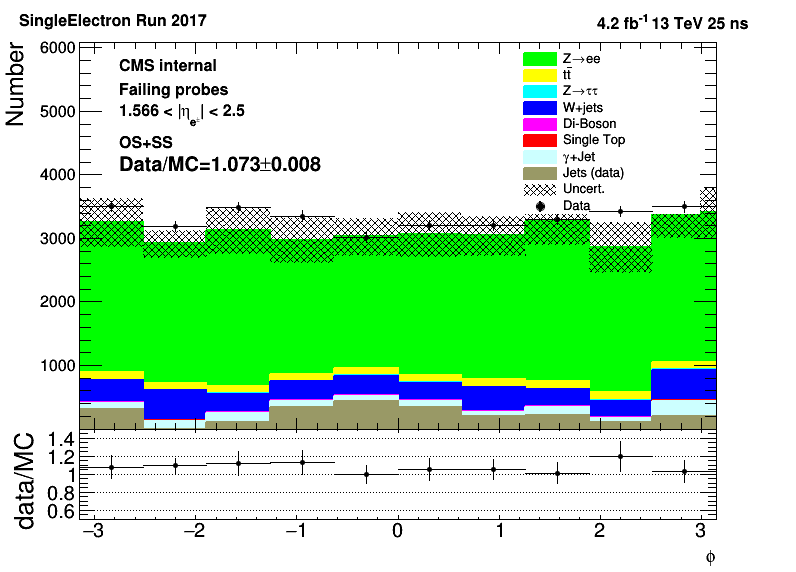 SingleElectron Run 2017
4.2 fb⁻¹ 13 TeV 25 ns
Number
6000
5000
4000
3000
2000
1000
CMS internal
Failing probes
1.566 < |η_e±| < 2.5
OS+SS
Data/MC=1.073±0.008
Z→ee
tt̄
Z→ττ
W+jets
Di-Boson
Single Top
γ+Jet
Jets (data)
Uncert.
Data
data/MC
1.4
1.2
1
0.8
0.6
−3 −2 −1 0 1 2 3
ϕ